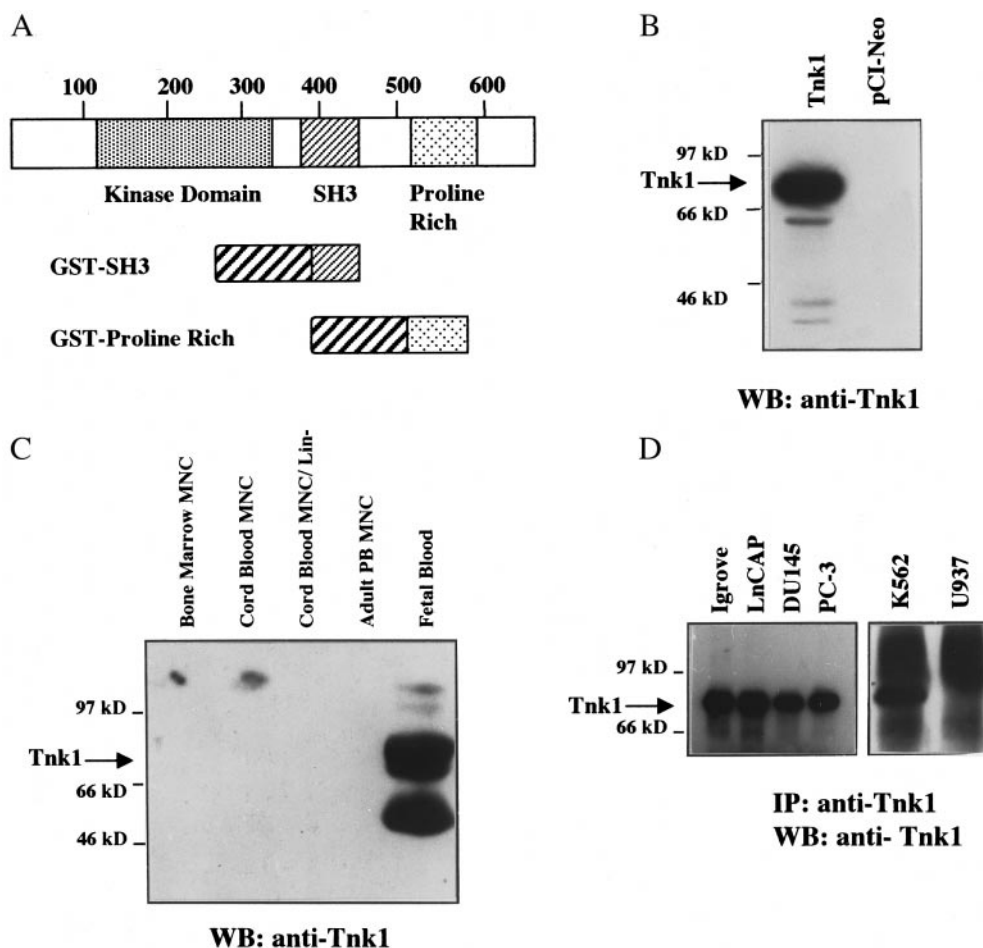 A
100 200 300 400 500 600
Kinase Domain SH3 Proline
Rich
GST-SH3
GST-Proline Rich
B
Tnk1
pCI-Neo
97 kD
Tnk1
66 kD
46 kD
WB: anti-Tnk1
C
Bone Marrow MNC
Cord Blood MNC
Cord Blood MNC/ Lin-
Adult PB MNC
Fetal Blood
97 kD
Tnk1
66 kD
46 kD
WB: anti-Tnk1
D
Igrove
LnCAP
DU145
PC-3
K562
U937
97 kD
Tnk1
66 kD
IP: anti-Tnk1
WB: anti- Tnk1